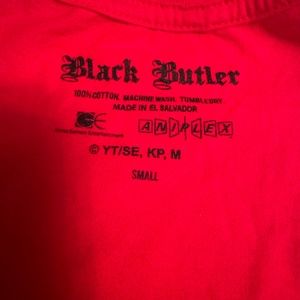 Black Butler
100% COTTON. MACHINE WASH. TUMBLE DRY.
MADE IN EL SALVADOR
ANIPLEX
© YT/SE, KP, M
SMALL